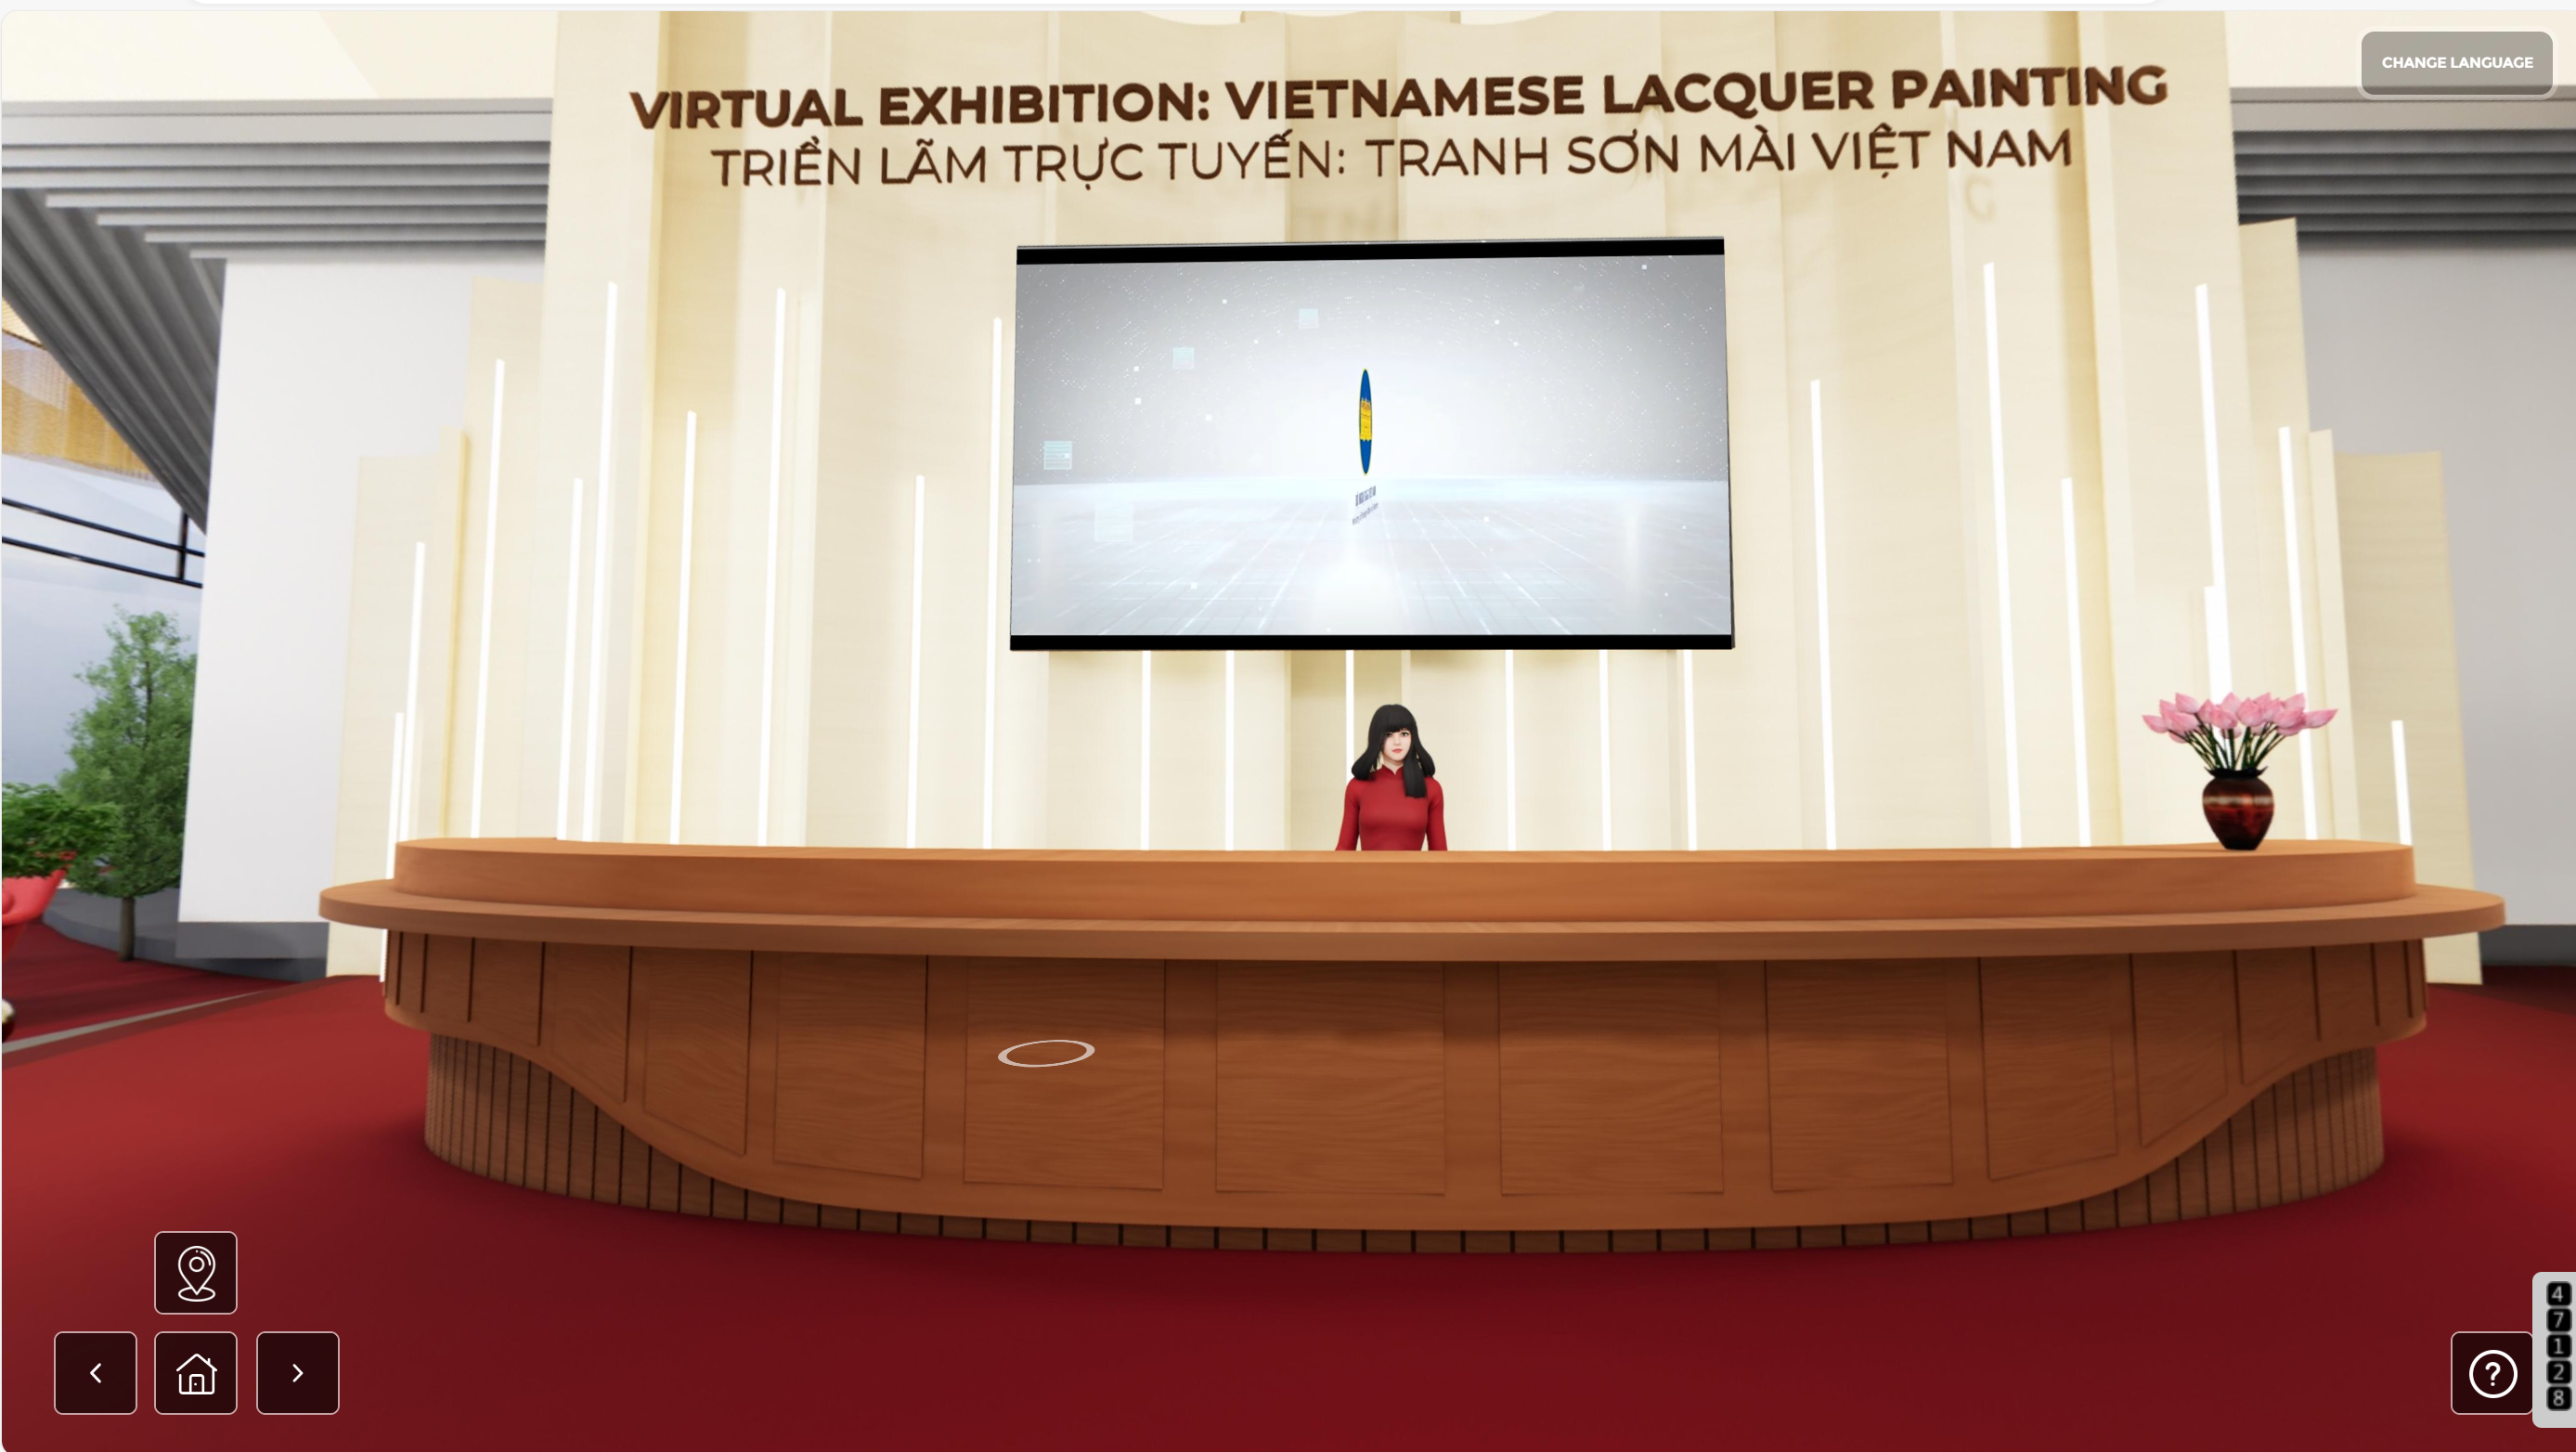 CHANGE LANGUAGE
VIRTUAL EXHIBITION: VIETNAMESE LACQUER PAINTING
TRIỂN LÃM TRỰC TUYẾN: TRANH SƠN MÀI VIỆT NAM
?
4
7
1
2
8